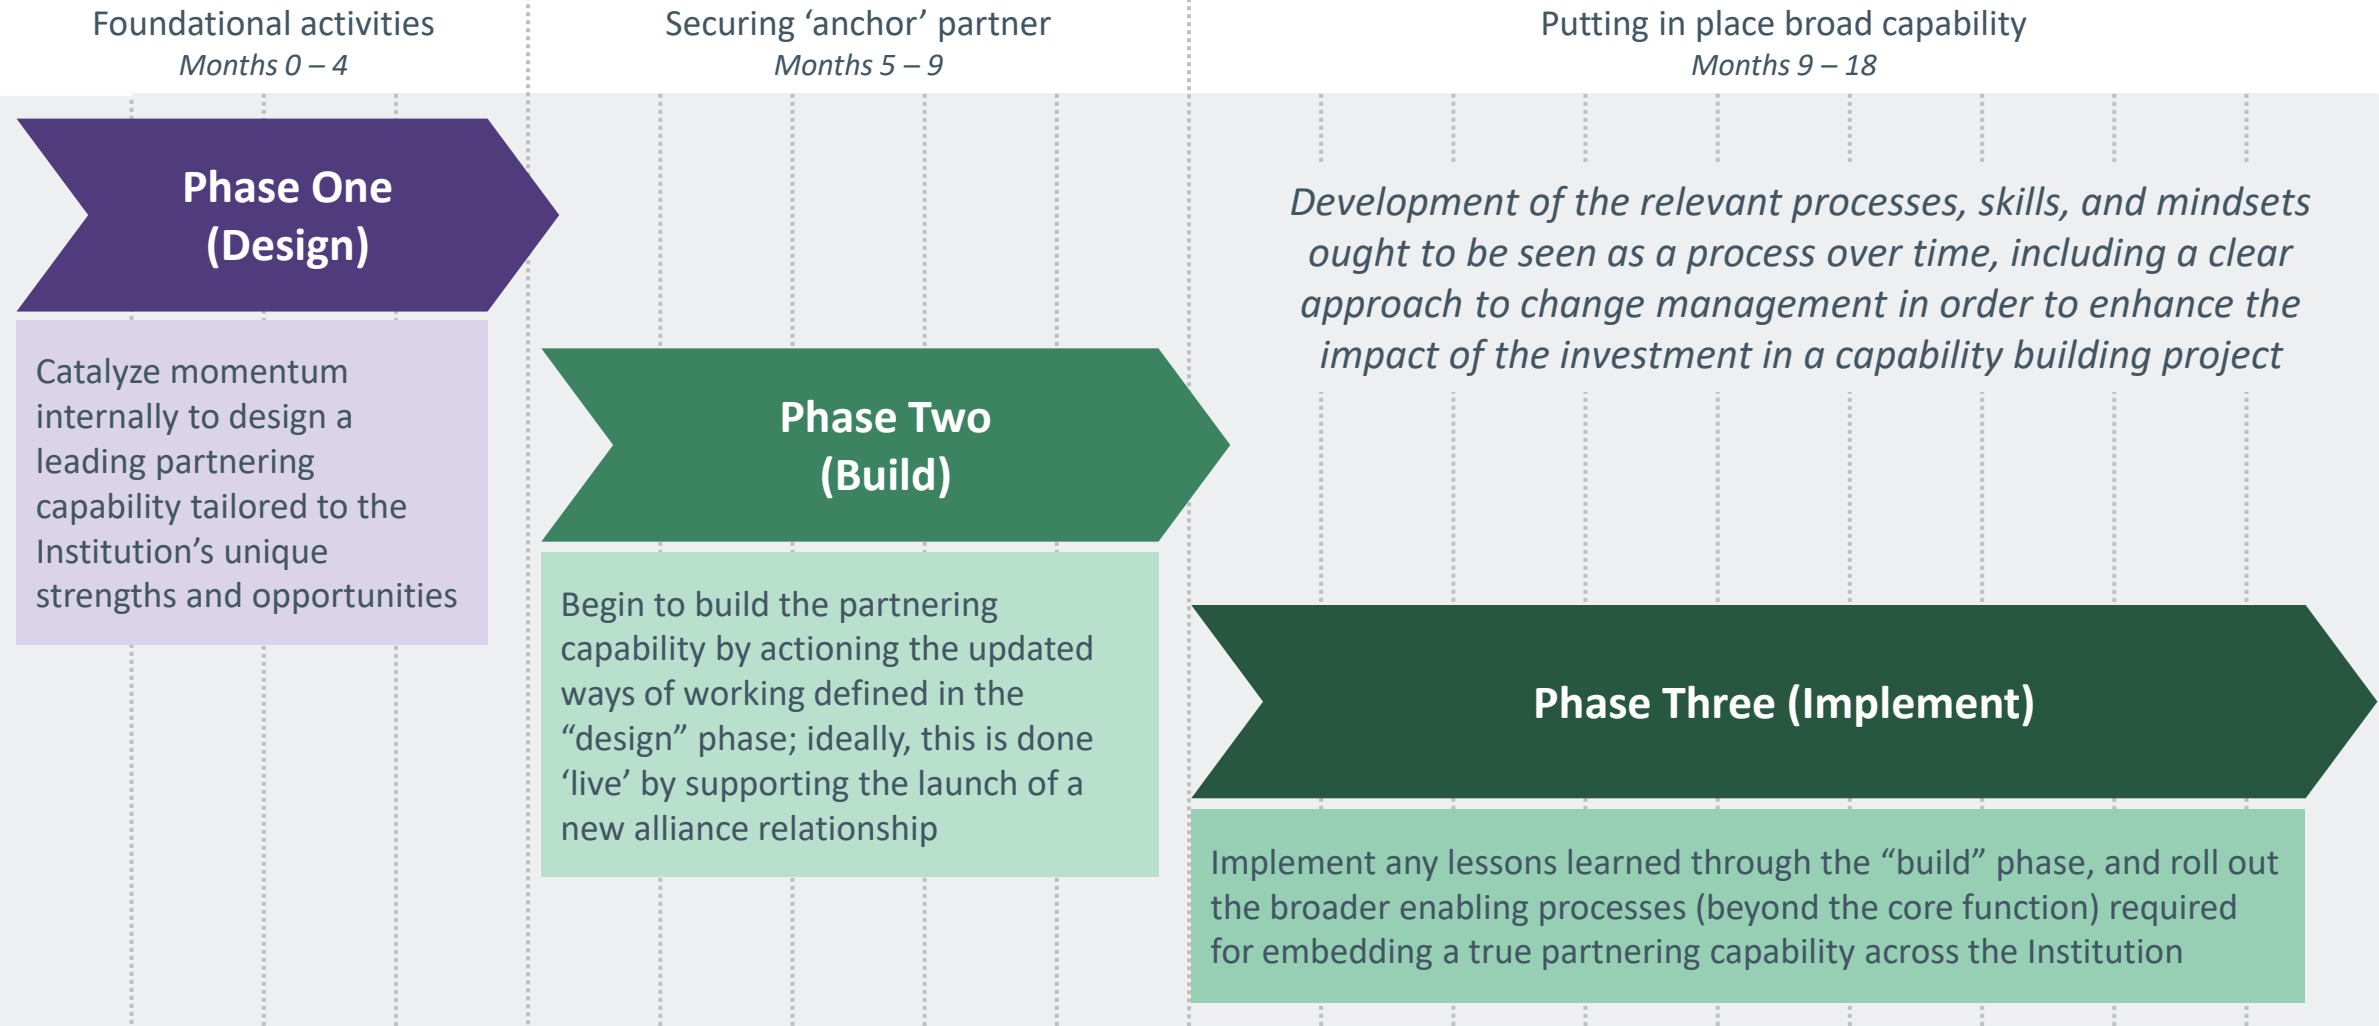 Foundational activities
Months 0 – 4
Securing ‘anchor’ partner
Months 5 – 9
Putting in place broad capability
Months 9 – 18
Phase One
(Design)
Catalyze momentum
internally to design a
leading partnering
capability tailored to the
Institution’s unique
strengths and opportunities
Phase Two
(Build)
Begin to build the partnering
capability by actioning the updated
ways of working defined in the
“design” phase; ideally, this is done
‘live’ by supporting the launch of a
new alliance relationship
Development of the relevant processes, skills, and mindsets
ought to be seen as a process over time, including a clear
approach to change management in order to enhance the
impact of the investment in a capability building project
Phase Three (Implement)
Implement any lessons learned through the “build” phase, and roll out
the broader enabling processes (beyond the core function) required
for embedding a true partnering capability across the Institution